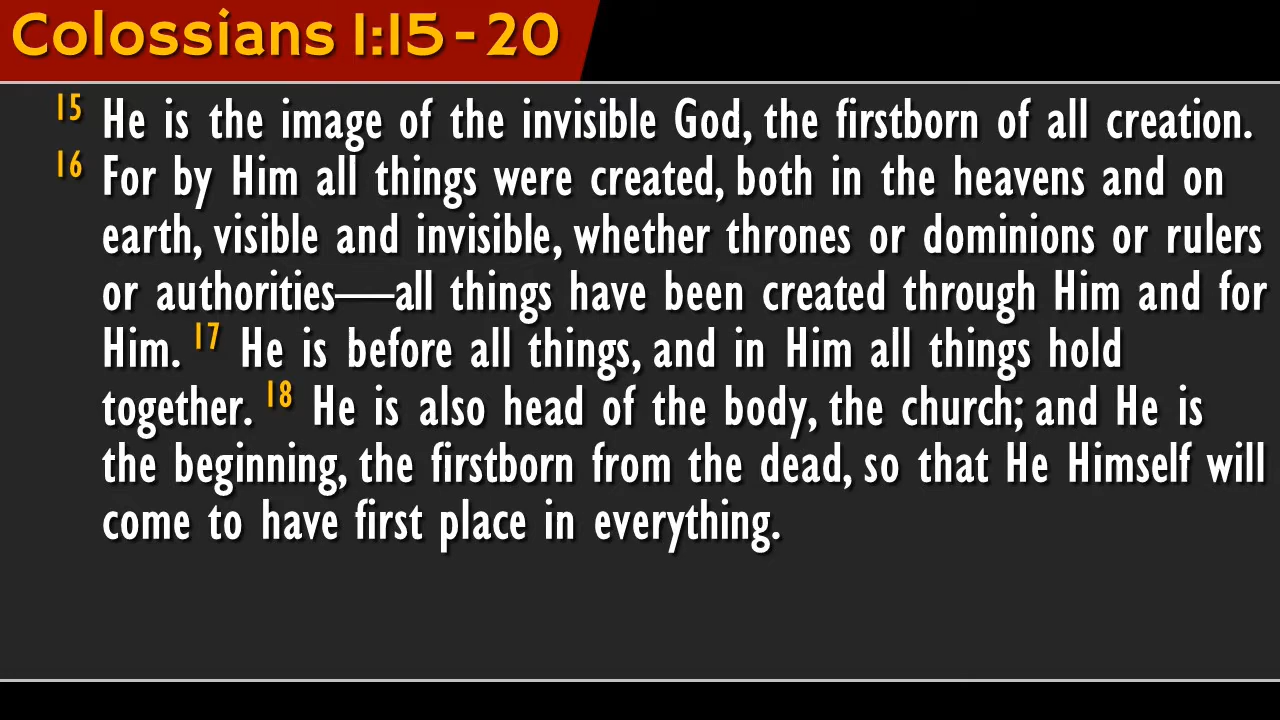 Colossians 1:15 - 20
15 He is the image of the invisible God, the firstborn of all creation.
16 For by Him all things were created, both in the heavens and on
earth, visible and invisible, whether thrones or dominions or rulers
or authorities—all things have been created through Him and for
Him. 17 He is before all things, and in Him all things hold
together. 18 He is also head of the body, the church; and He is
the beginning, the firstborn from the dead, so that He Himself will
come to have first place in everything.